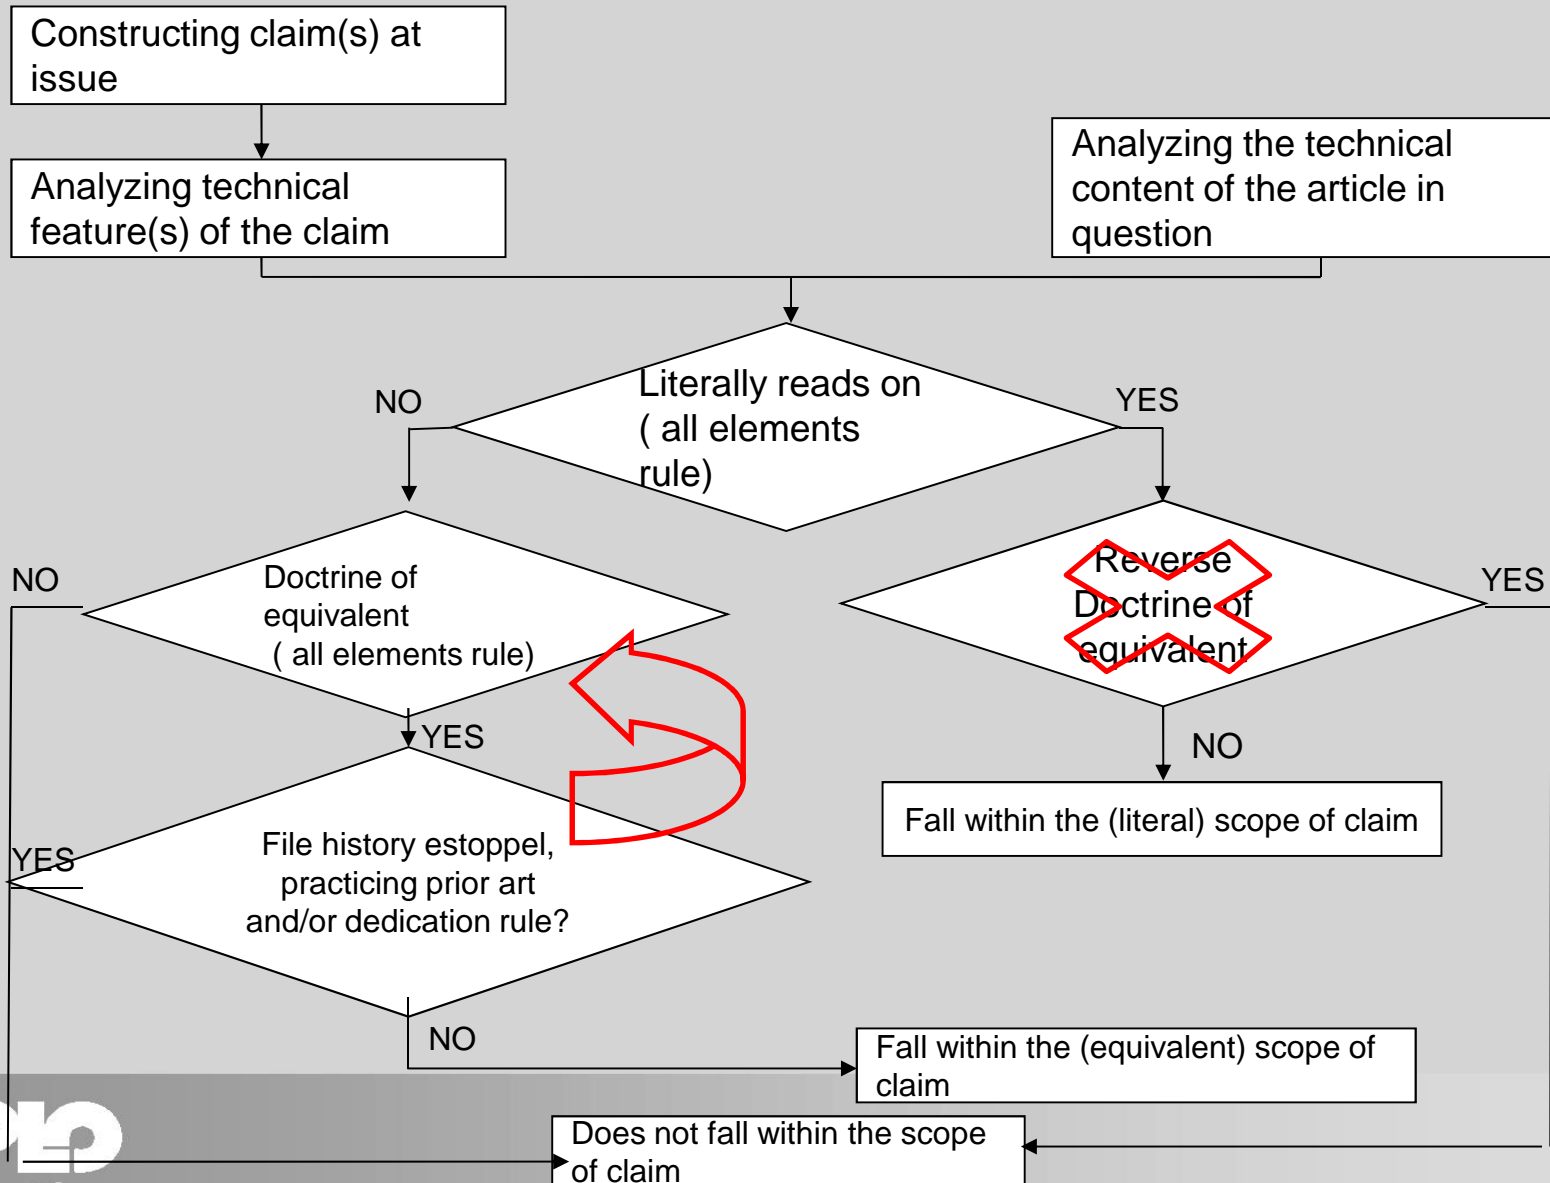 Constructing claim(s) at
issue
Analyzing technical
feature(s) of the claim
Analyzing the technical
content of the article in
question
Literally reads on
( all elements
rule)
NO
YES
Doctrine of
equivalent
( all elements rule)
NO
YES
Reverse
Doctrine of
equivalent
YES
NO
Fall within the (literal) scope of claim
File history estoppel,
practicing prior art
and/or dedication rule?
YES
NO
Fall within the (equivalent) scope of
claim
Does not fall within the scope
of claim